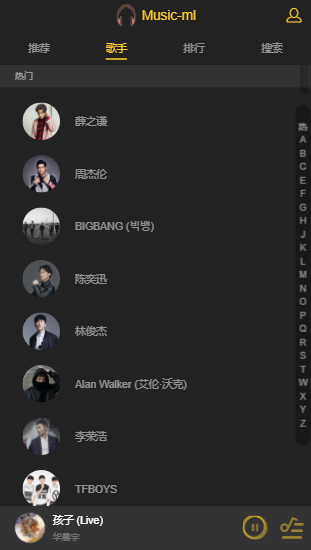 Music-ml
推荐 歌手 排行 搜索
热门
薛之谦
周杰伦
BIGBANG (빅뱅)
陈奕迅
林俊杰
Alan Walker (艾伦·沃克)
李荣浩
TFBOYS
热
A
B
C
E
F
G
H
J
K
L
M
N
O
P
Q
R
S
T
W
X
Y
Z
孩子 (Live)
华晨宇